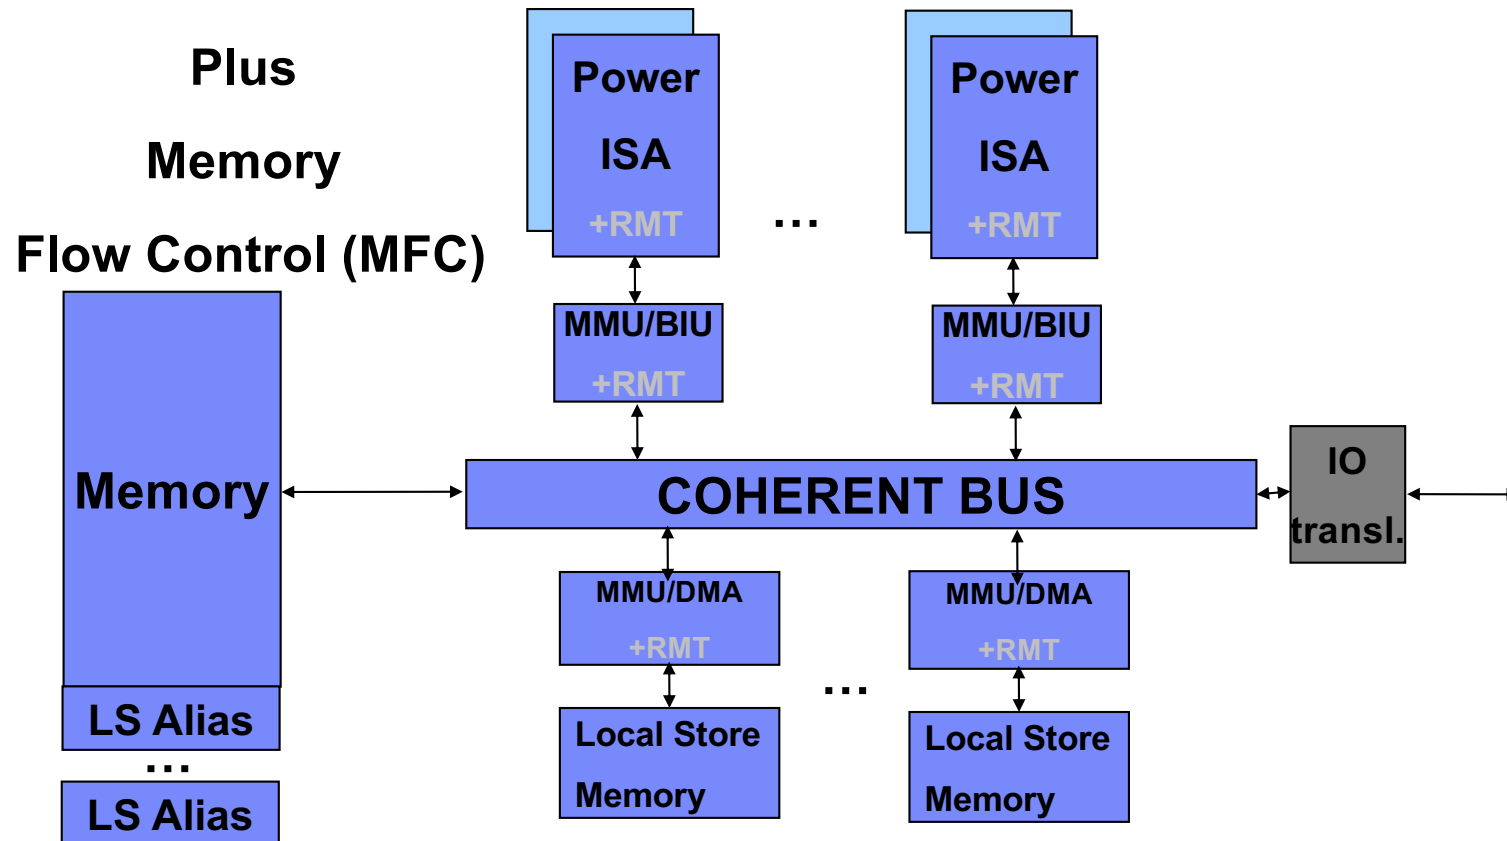 Plus
Memory
Flow Control (MFC)
Power
ISA
+RMT
...
Power
ISA
+RMT
MMU/BIU
+RMT
MMU/BIU
+RMT
Memory
COHERENT BUS
IO
transl.
MMU/DMA
+RMT
MMU/DMA
+RMT
...
LS Alias
...
LS Alias
Local Store
Memory
Local Store
Memory